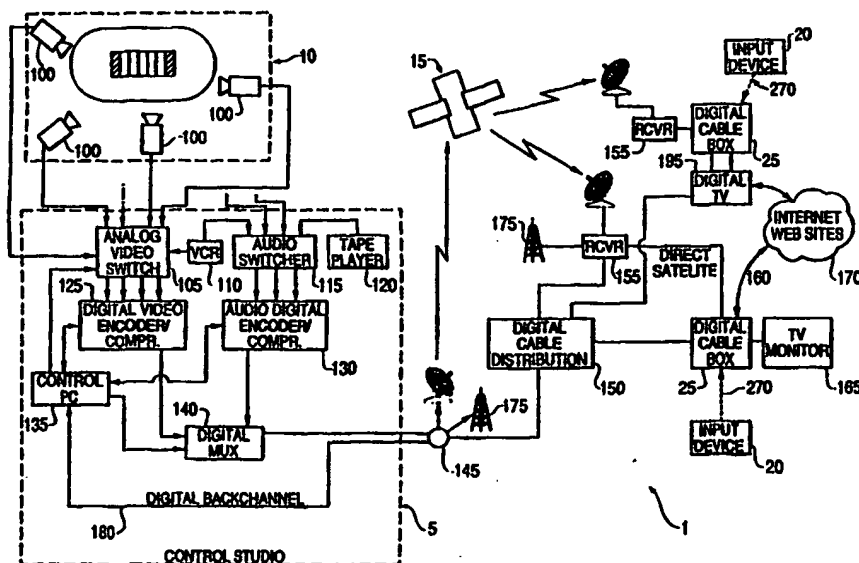 100
10
100
100
100
ANALOG
VIDEO
SWITCH
105
VCR
110
AUDIO
SWITCHER
115
TAPE
PLAYER
120
125
DIGITAL VIDEO
ENCODER/
COMPR.
AUDIO DIGITAL
ENCODER/
COMPR.
130
CONTROL
PC
135
140
DIGITAL
MUX
DIGITAL BACKCHANNEL
180
CONTROL STUDIO
5
145
175
15
20
INPUT
DEVICE
270
RCVR
155
DIGITAL
CABLE
BOX
25
195
DIGITAL
TV
INTERNET
WEB SITES
170
175
RCVR
155
DIRECT
SATELITE
160
DIGITAL
CABLE
DISTRIBUTION
150
DIGITAL
CABLE
BOX
25
270
TV
MONITOR
165
INPUT
DEVICE
20
1